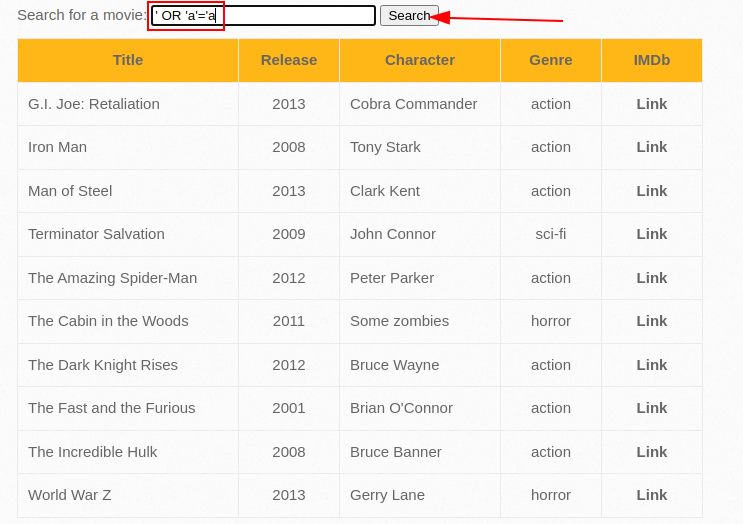 Search for a movie: ' OR 'a'='a Search
Title Release Character Genre IMDb
G.I. Joe: Retaliation 2013 Cobra Commander action Link
Iron Man 2008 Tony Stark action Link
Man of Steel 2013 Clark Kent action Link
Terminator Salvation 2009 John Connor sci-fi Link
The Amazing Spider-Man 2012 Peter Parker action Link
The Cabin in the Woods 2011 Some zombies horror Link
The Dark Knight Rises 2012 Bruce Wayne action Link
The Fast and the Furious 2001 Brian O'Connor action Link
The Incredible Hulk 2008 Bruce Banner action Link
World War Z 2013 Gerry Lane horror Link